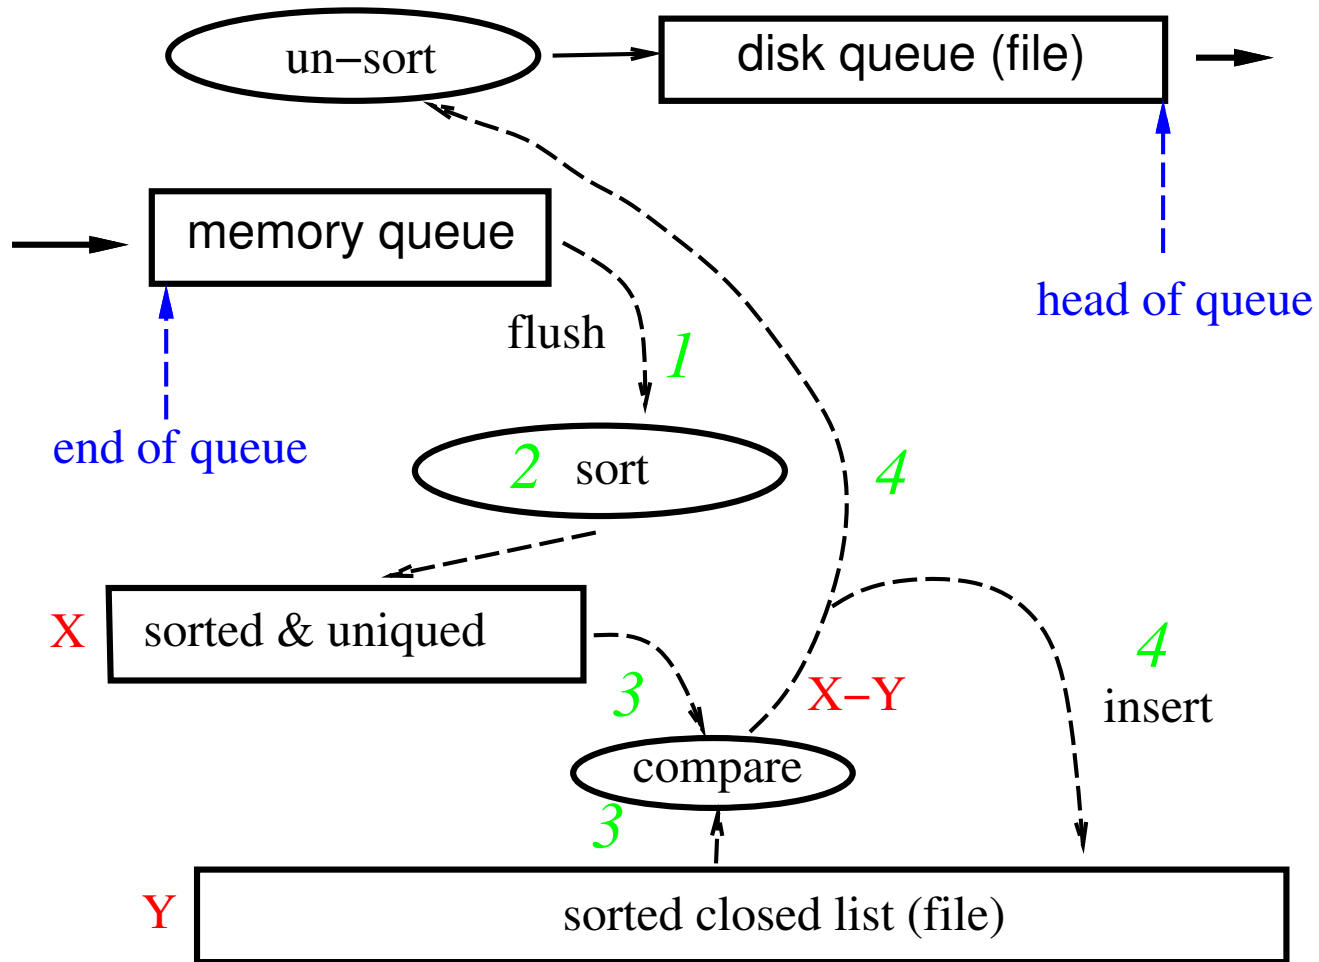 un−sort
disk queue (file)
memory queue
head of queue
flush
1
end of queue
2 sort
4
X sorted & uniqued
3
X−Y
4
insert
compare
3
Y sorted closed list (file)